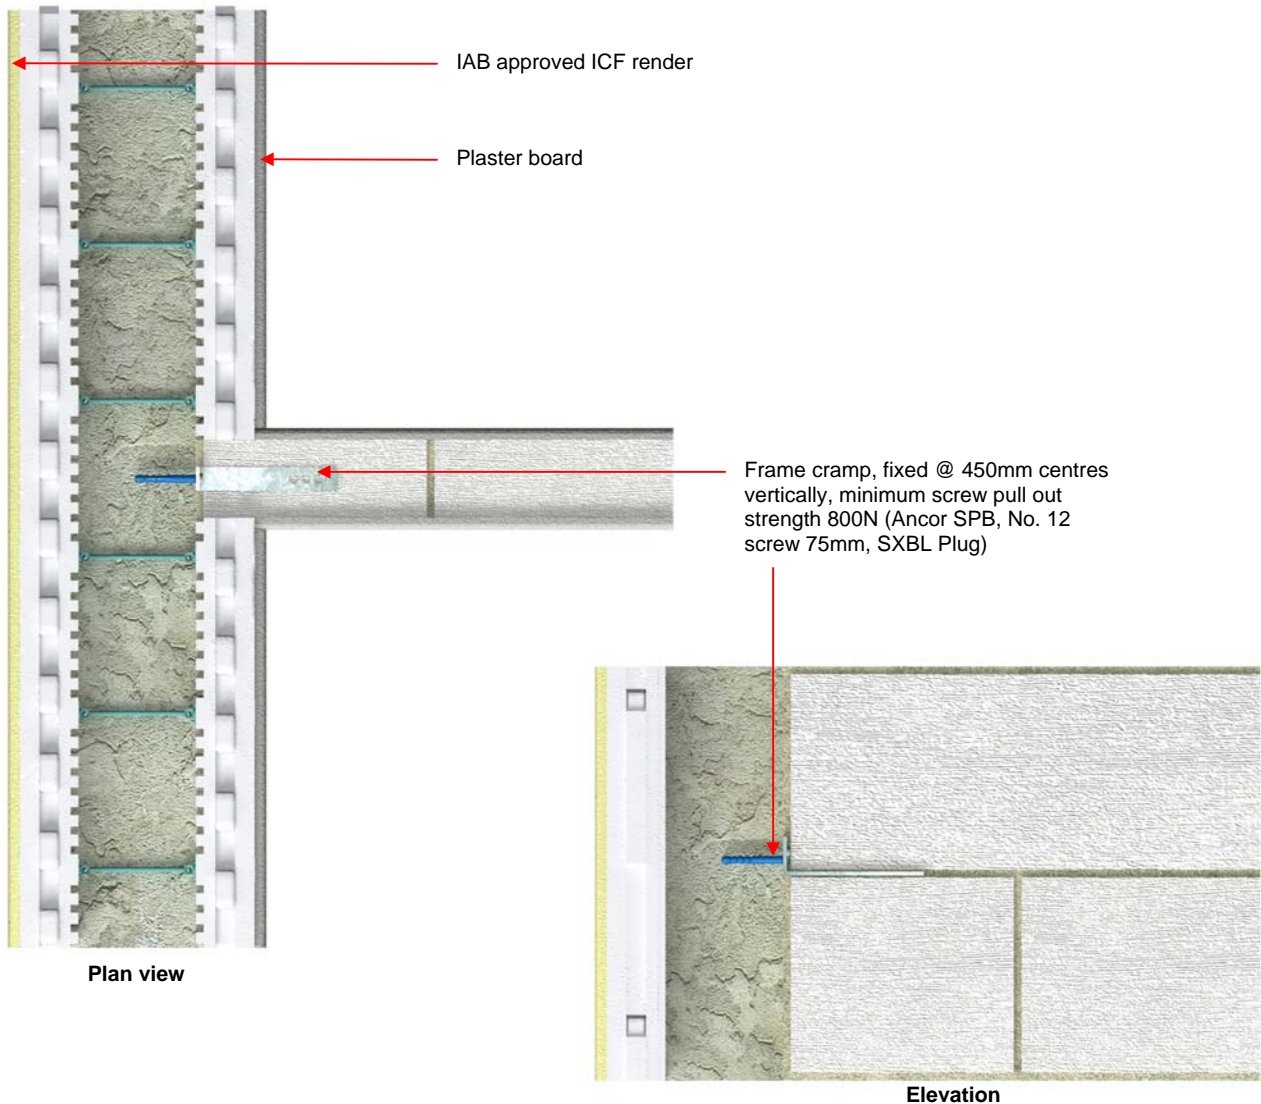 IAB approved ICF render
Plaster board
Frame cramp, fixed @ 450mm centres
vertically, minimum screw pull out
strength 800N (Ancor SPB, No. 12
screw 75mm, SXBL Plug)
Plan view
Elevation